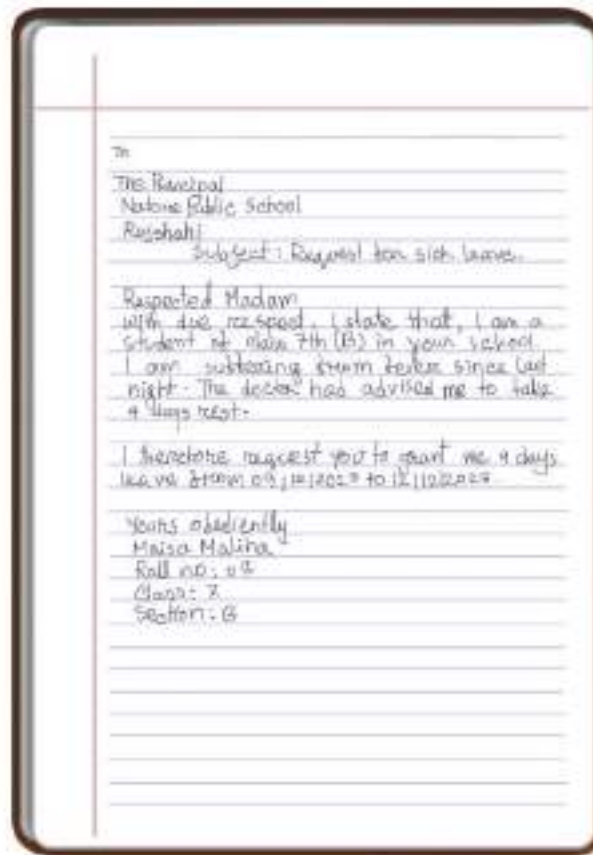 To
The Principal
Natore Public School
Rajshahi
Subject: Request for sick leave.
Respected Madam
With due respect, I state that, I am a
student of class 7th (B) in your school.
I am suffering from fever since last
night. The doctor had advised me to take
4 days rest.
I therefore request you to grant me 4 days
leave from
Yours obediently
Maisa Maliha
Roll no:
Class: 7
Section: B